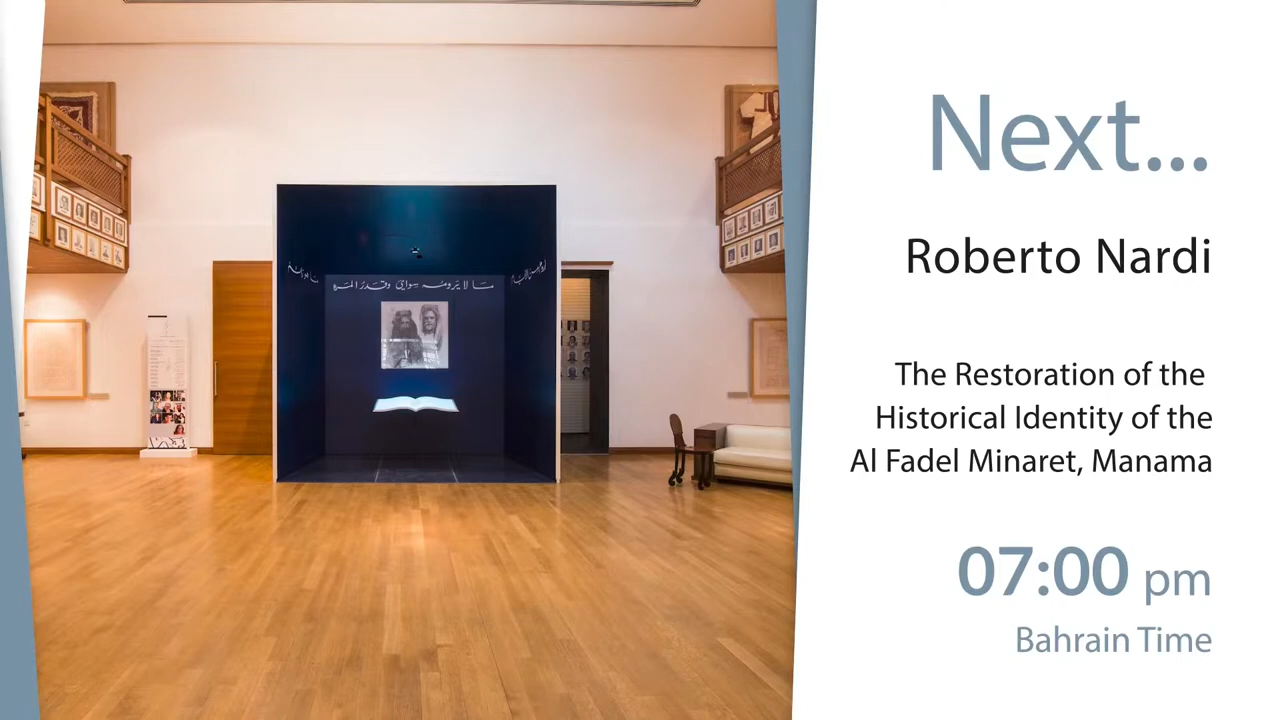 Next...
Roberto Nardi
The Restoration of the
Historical Identity of the
Al Fadel Minaret, Manama
07:00 pm
Bahrain Time